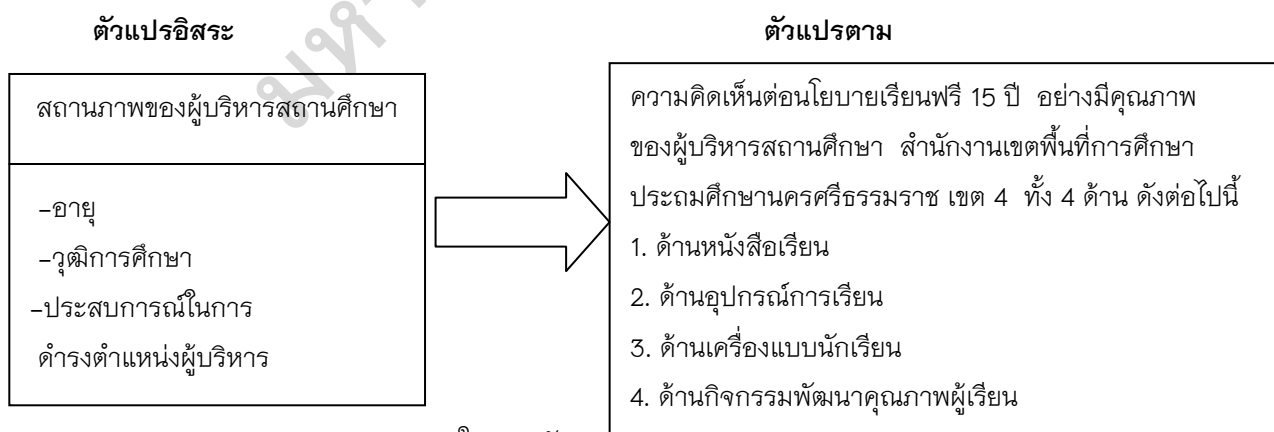 ตัวแปรอิสระ
ตัวแปรตาม
สถานภาพของผู้บริหารสถานศึกษา
-อายุ
-วุฒิการศึกษา
-ประสบการณ์ในการ
ดำรงตำแหน่งผู้บริหาร
ความคิดเห็นต่อนโยบายเรียนฟรี 15 ปี อย่างมีคุณภาพ
ของผู้บริหารสถานศึกษา สำนักงานเขตพื้นที่การศึกษา
ประถมศึกษานครศรีธรรมราช เขต 4 ทั้ง 4 ด้าน ดังต่อไปนี้
1. ด้านหนังสือเรียน
2. ด้านอุปกรณ์การเรียน
3. ด้านเครื่องแบบนักเรียน
4. ด้านกิจกรรมพัฒนาคุณภาพผู้เรียน